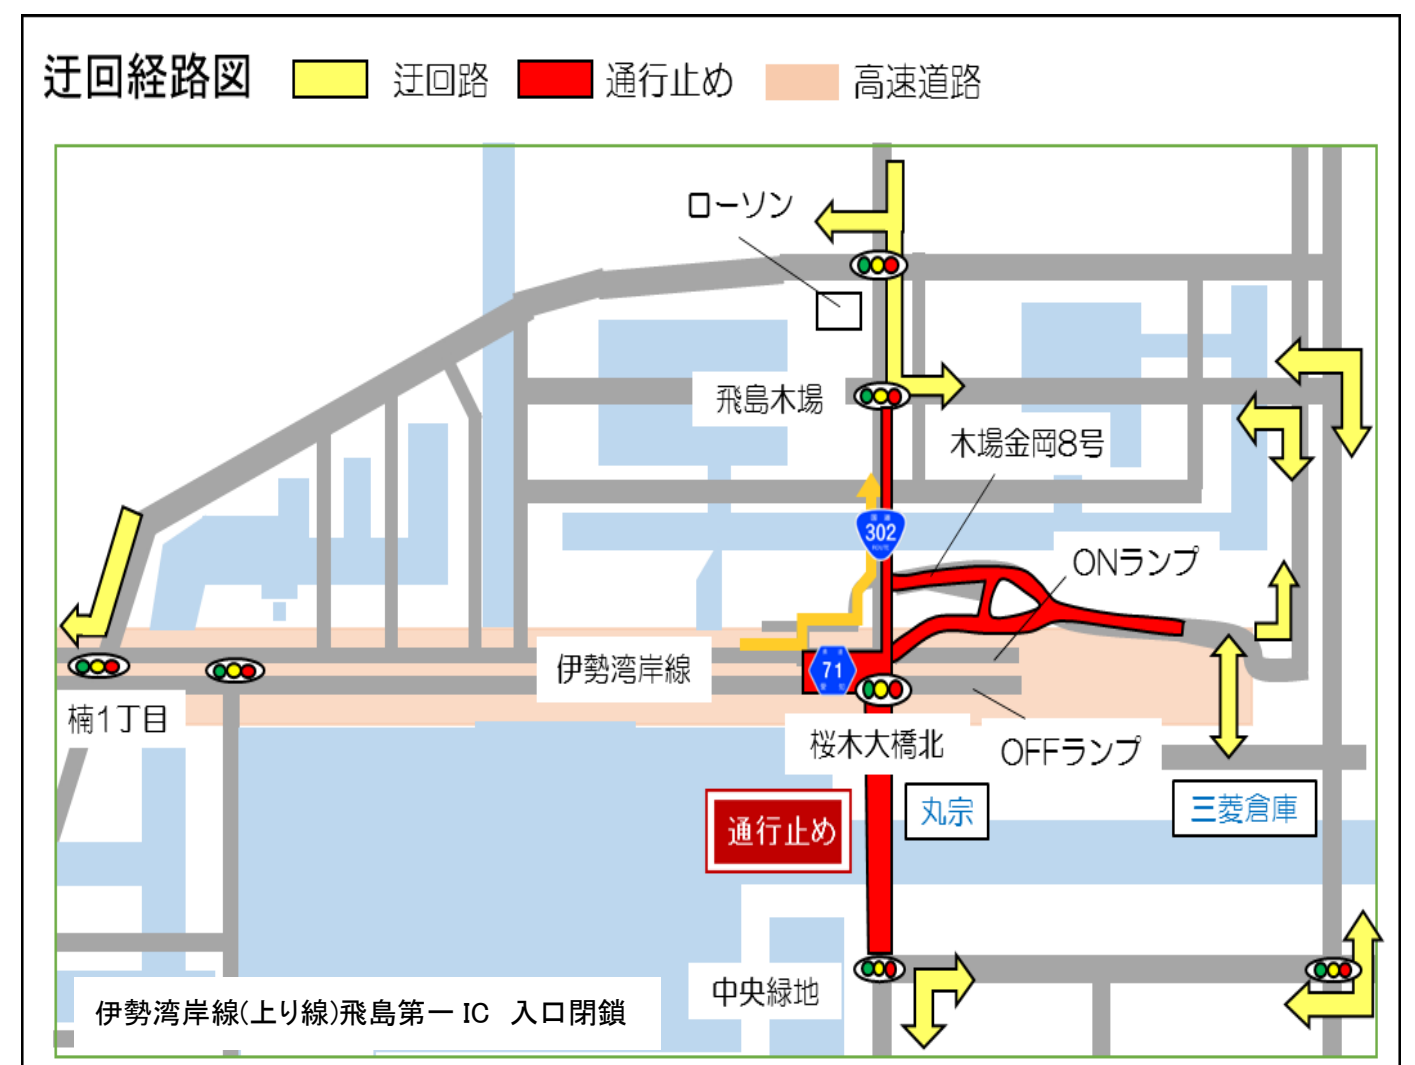 迂回経路図 迂回路 通行止め 高速道路
ローソン
飛島木場
木場金岡8号
302
ONランプ
伊勢湾岸線
71
楠1丁目
桜木大橋北
OFFランプ
通行止め
丸宗
三菱倉庫
中央緑地
伊勢湾岸線(上り線)飛島第一 IC 入口閉鎖